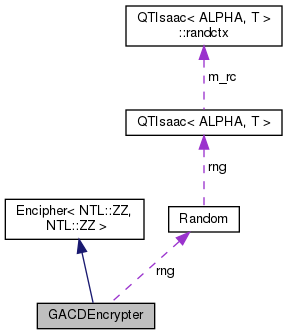 QTIsaac< ALPHA, T >
::randctx
m_rc
QTIsaac< ALPHA, T >
rng
Encipher< NTL::ZZ,
NTL::ZZ >
Random
rng
GACDEncrypter